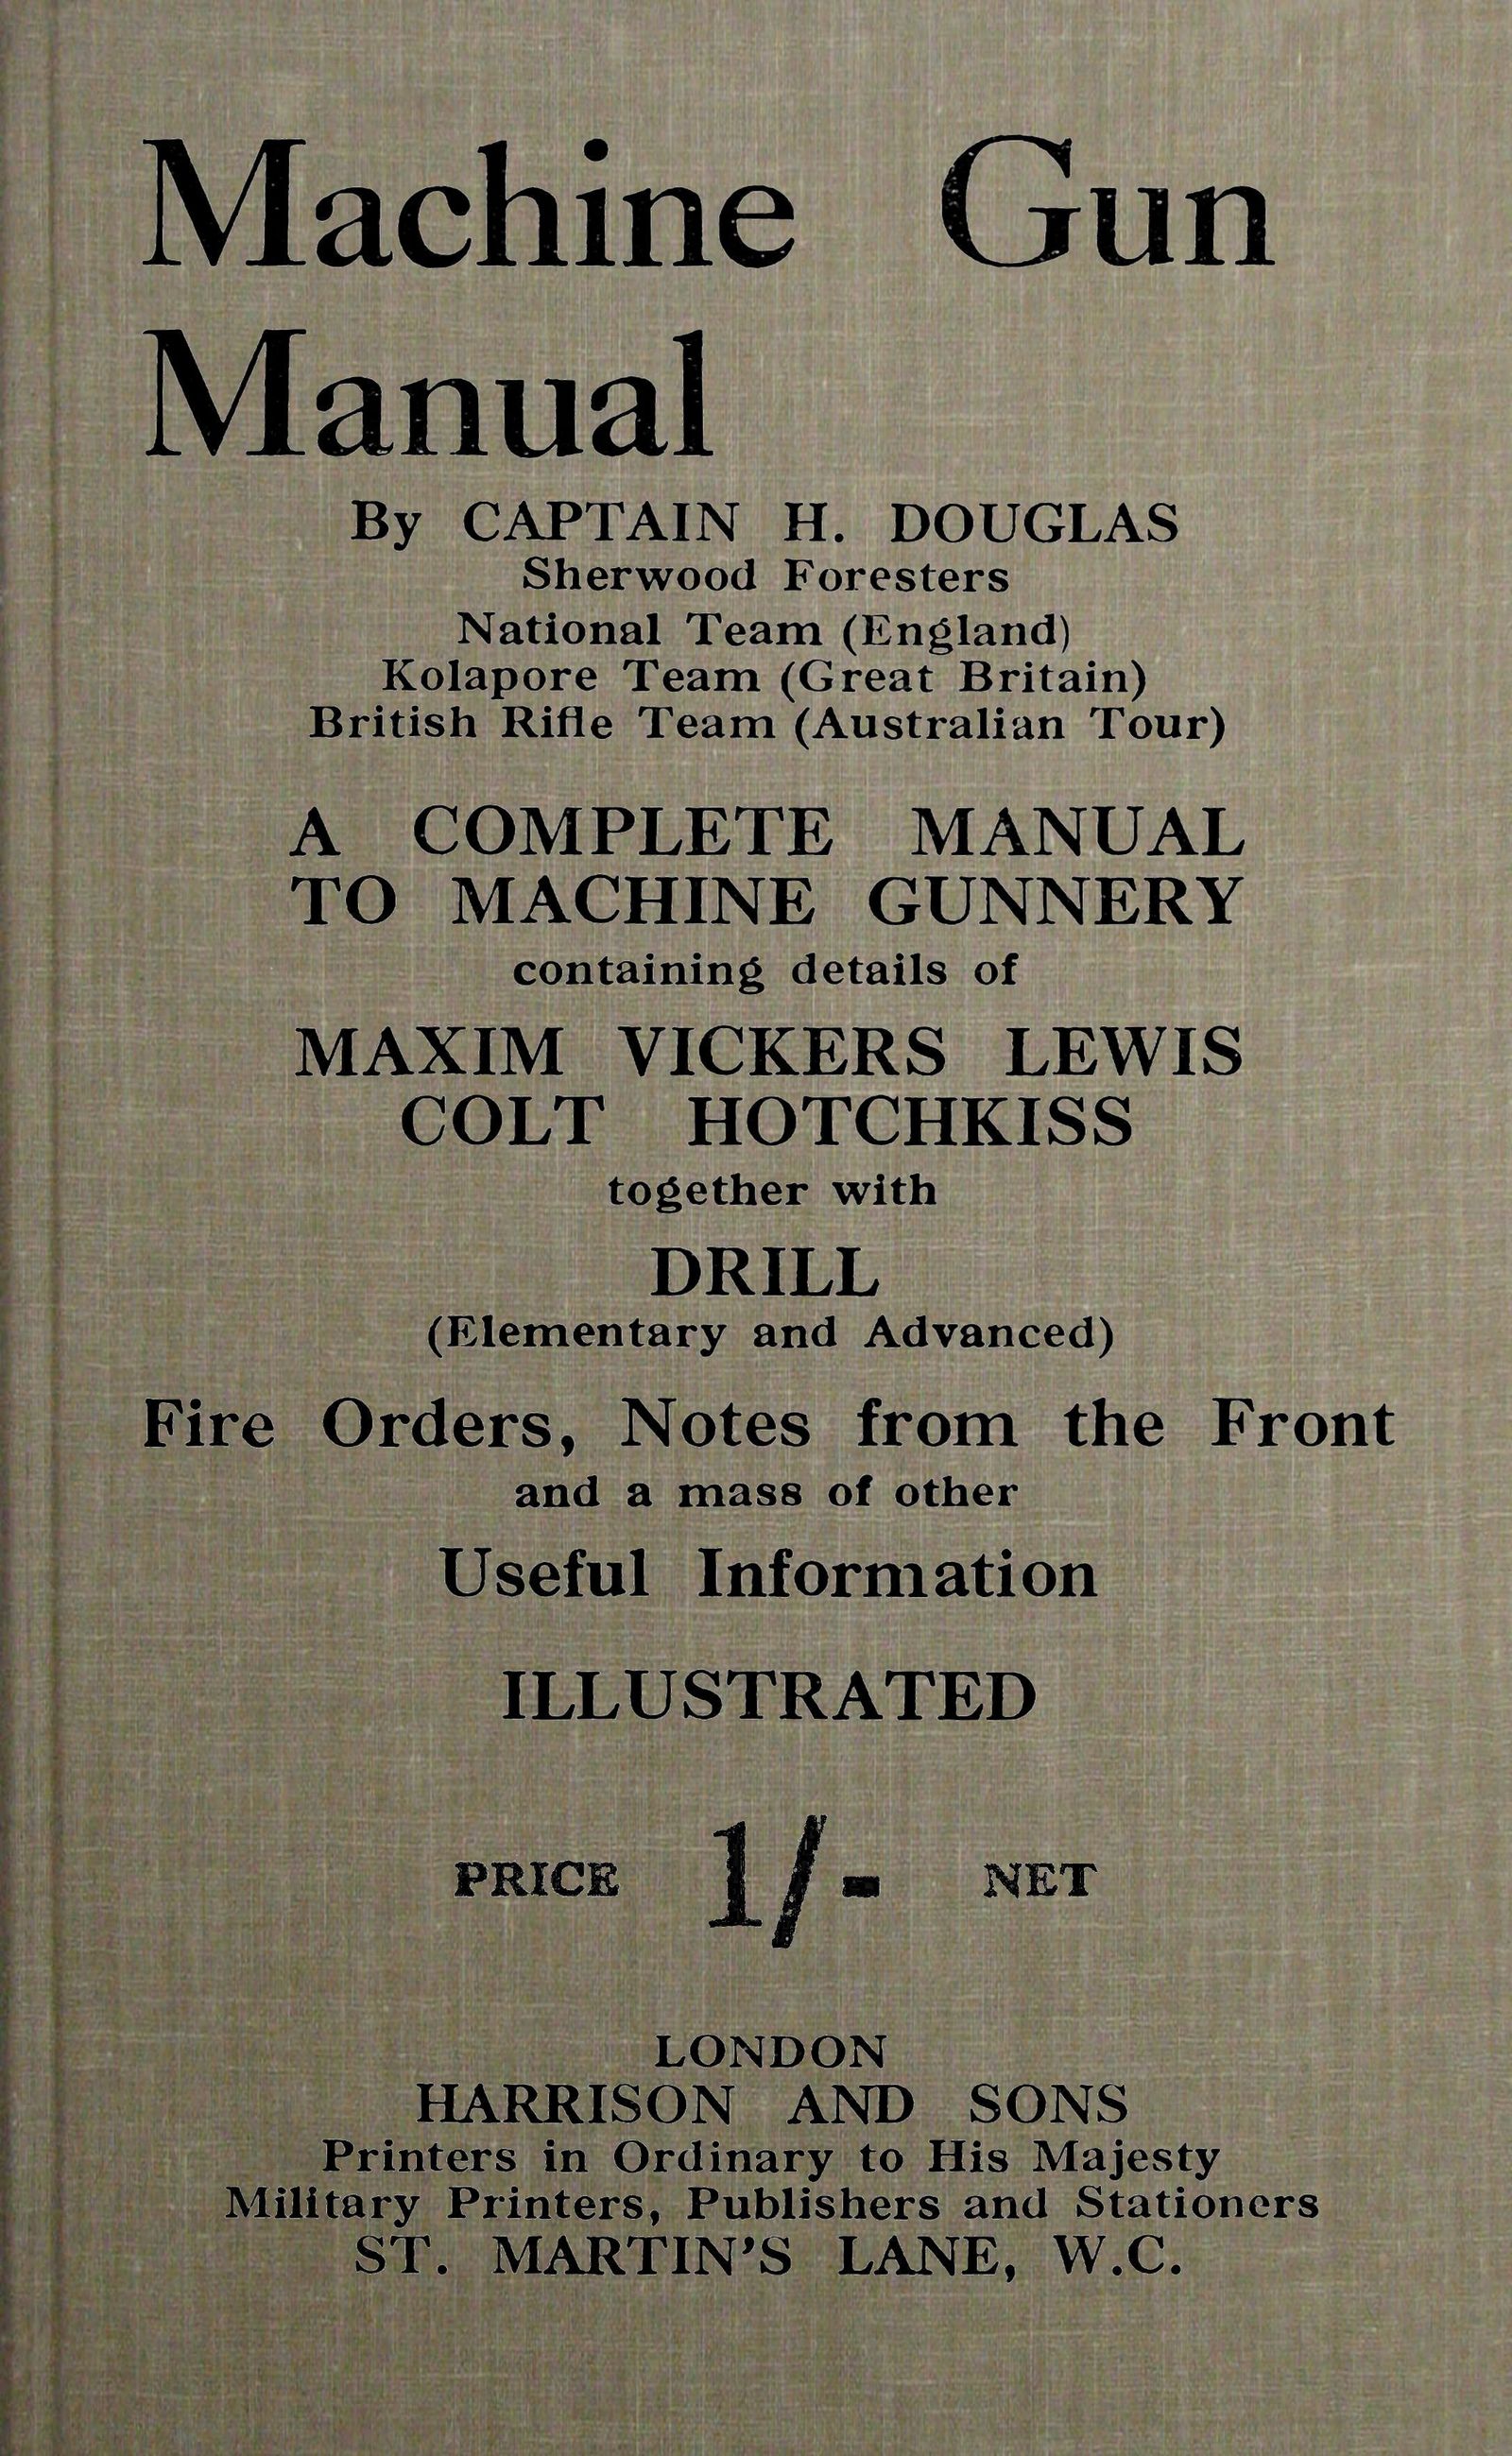 Machine Gun
Manual
By CAPTAIN H. DOUGLAS
Sherwood Foresters
National Team (England)
Kolapore Team (Great Britain)
British Rifle Team (Australian Tour)
A COMPLETE MANUAL
TO MACHINE GUNNERY
containing details of
MAXIM VICKERS LEWIS
COLT HOTCHKISS
together with
DRILL
(Elementary and Advanced)
Fire Orders, Notes from the Front
and a mass of other
Useful Information
ILLUSTRATED
PRICE 1/- NET
LONDON
HARRISON AND SONS
Printers in Ordinary to His Majesty
Military Printers, Publishers and Stationers
ST. MARTIN'S LANE, W.C.